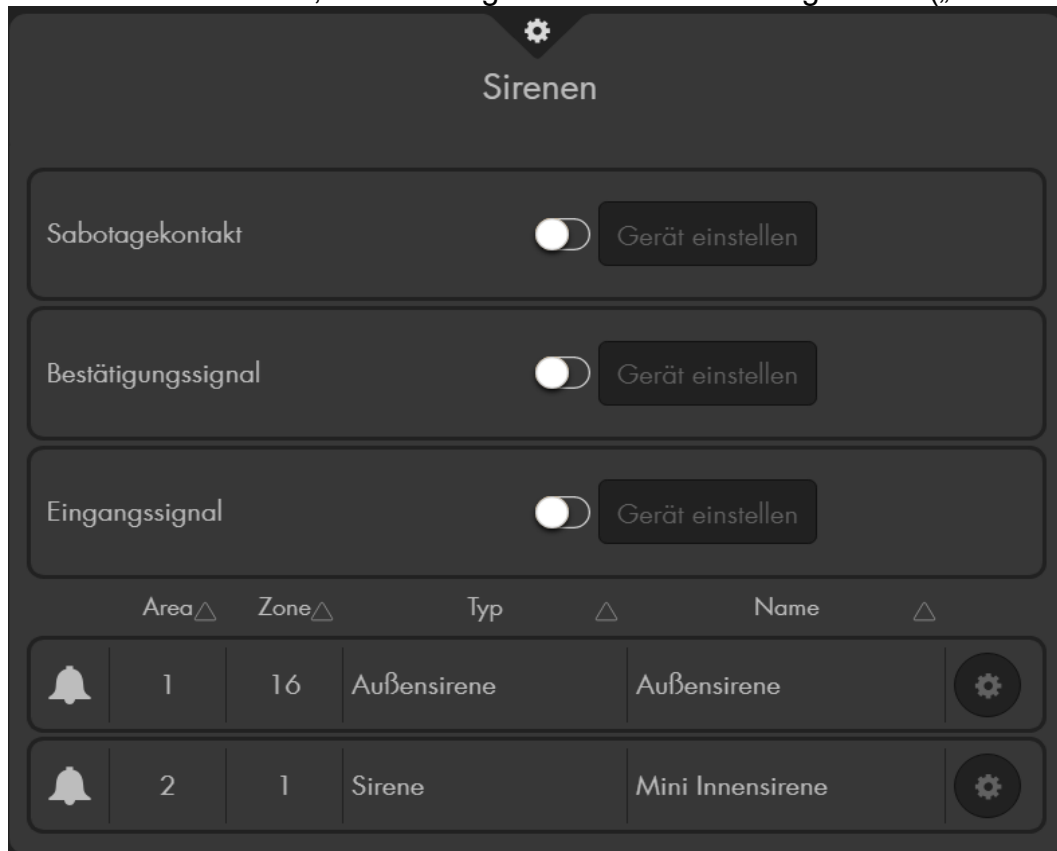 Sirenen
Sabotagekontakt Gerät einstellen
Bestätigungssignal Gerät einstellen
Eingangssignal Gerät einstellen
Area Zone Typ Name
1 16 Außensirene Außensirene
2 1 Sirene Mini Innensirene